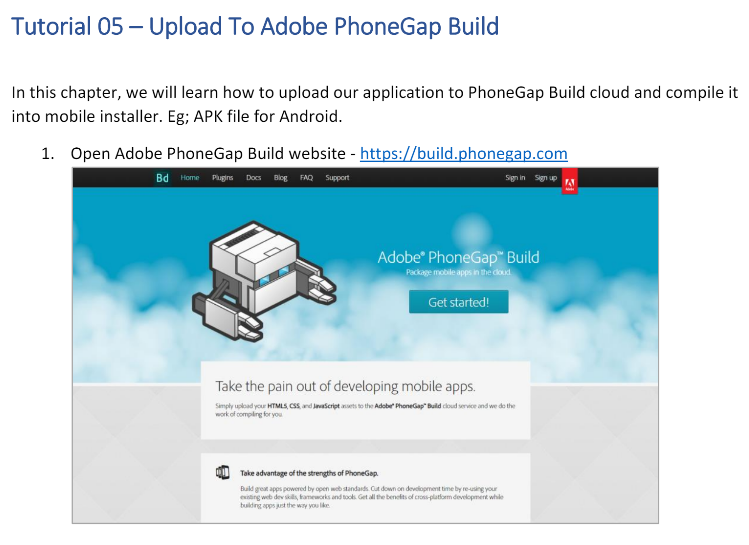 Tutorial 05 – Upload To Adobe PhoneGap Build
In this chapter, we will learn how to upload our application to PhoneGap Build cloud and compile it
into mobile installer. Eg; APK file for Android.
1. Open Adobe PhoneGap Build website - https://build.phonegap.com
Bd Home Plugins Docs Blog FAQ Support Sign in Sign up
Adobe
Adobe® PhoneGap™ Build
Package mobile apps in the cloud.
Get started!
Take the pain out of developing mobile apps.
Simply upload your HTML5, CSS, and JavaScript assets to the Adobe® PhoneGap™ Build cloud service and we do the
work of compiling for you.
Take advantage of the strengths of PhoneGap.
Build great apps powered by open web standards. Cut down on development time by re-using your
existing web dev skills, frameworks and tools. Get all the benefits of cross-platform development while
building apps just the way you like.